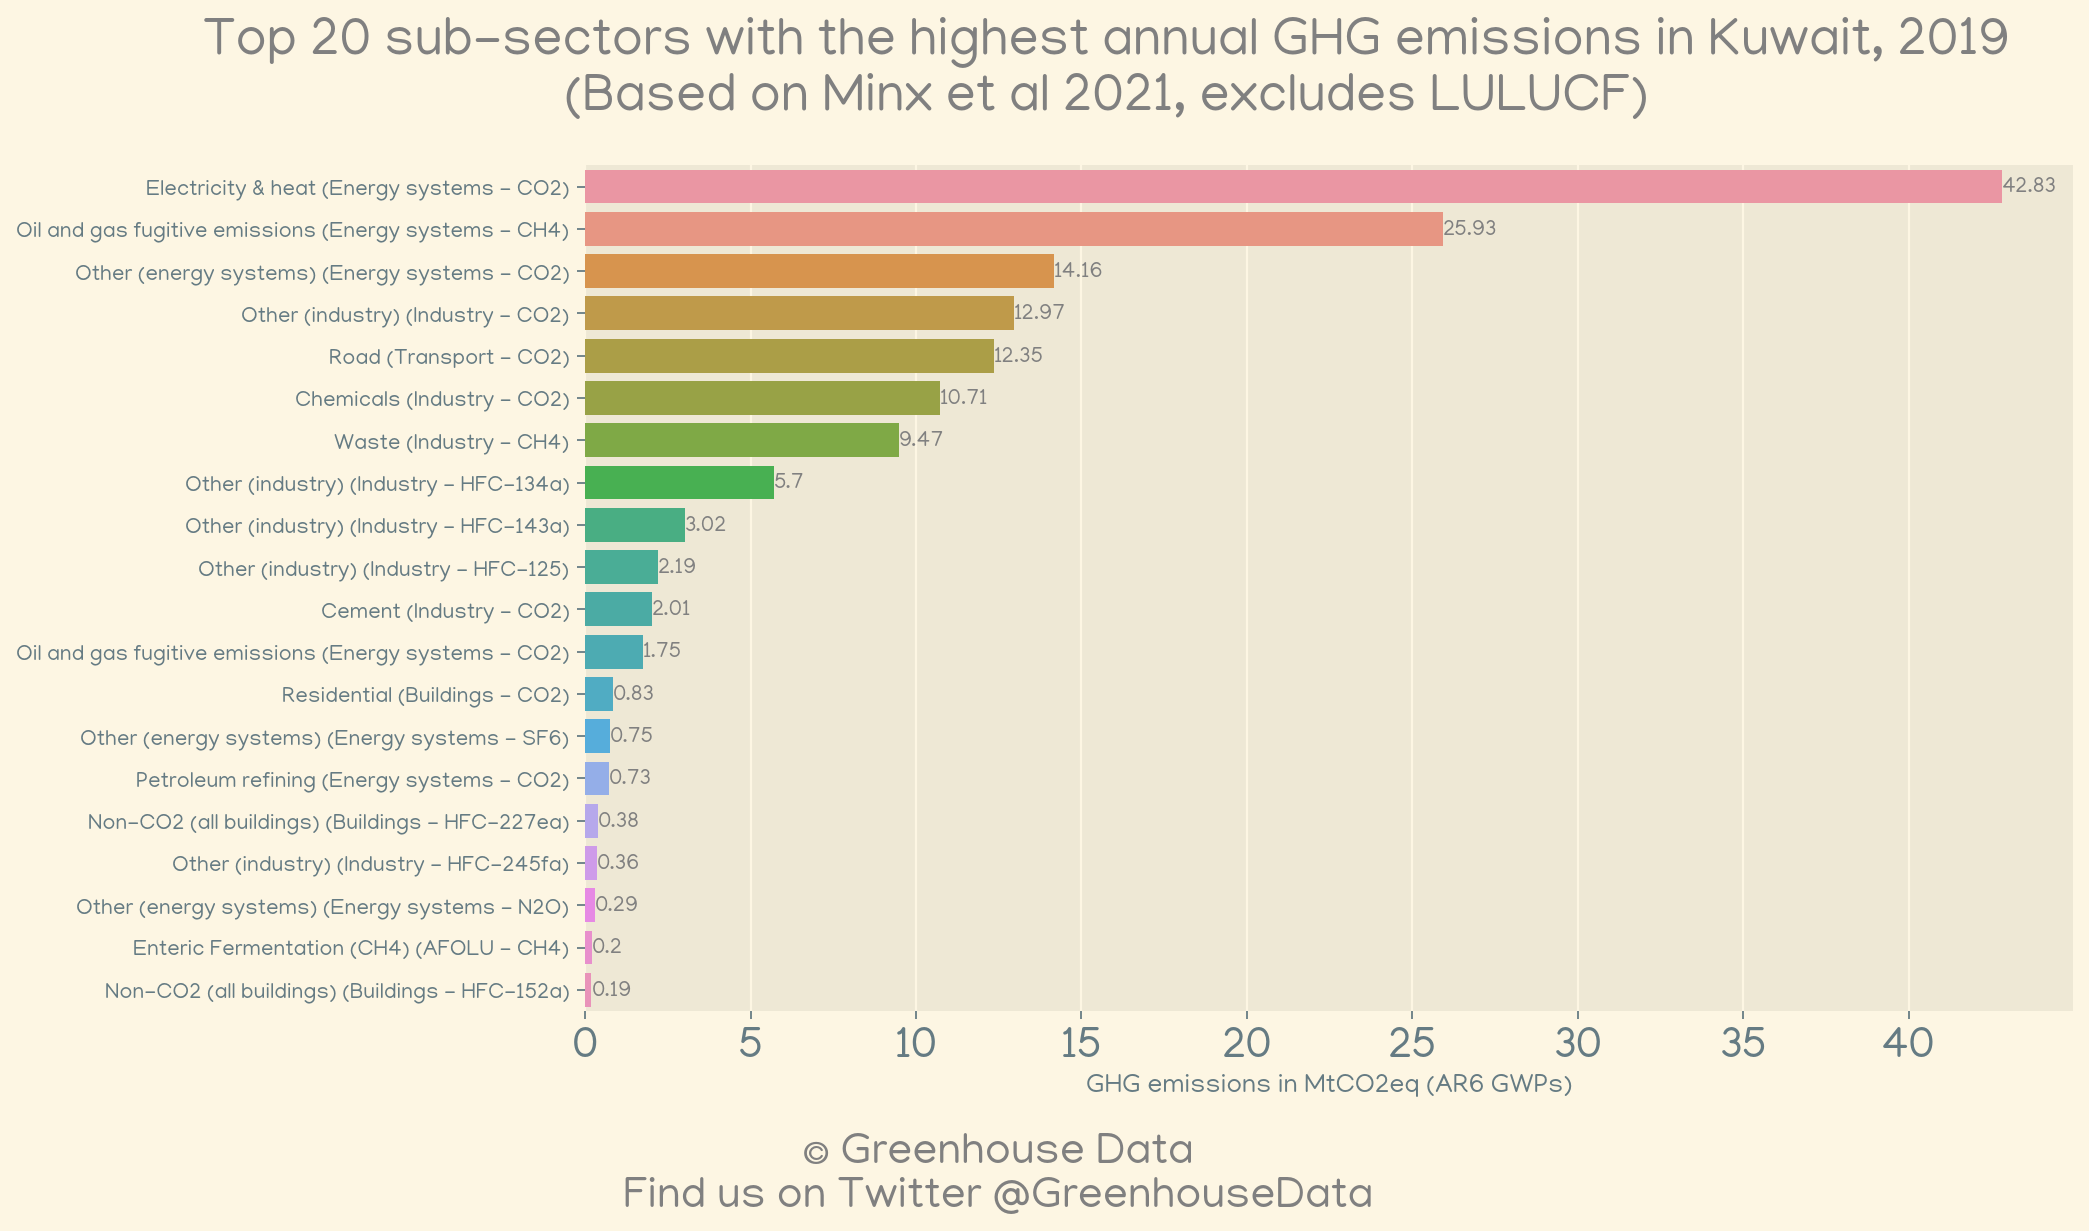 Top 20 sub-sectors with the highest annual GHG emissions in Kuwait, 2019
(Based on Minx et al 2021, excludes LULUCF)
Electricity & heat (Energy systems - CO2) 42.83
Oil and gas fugitive emissions (Energy systems - CH4) 25.93
Other (energy systems) (Energy systems - CO2) 14.16
Other (industry) (Industry - CO2) 12.97
Road (Transport - CO2) 12.35
Chemicals (Industry - CO2) 10.71
Waste (Industry - CH4) 9.47
Other (industry) (Industry - HFC-134a) 5.7
Other (industry) (Industry - HFC-143a) 3.02
Other (industry) (Industry - HFC-125) 2.19
Cement (Industry - CO2) 2.01
Oil and gas fugitive emissions (Energy systems - CO2) 1.75
Residential (Buildings - CO2) 0.83
Other (energy systems) (Energy systems - SF6) 0.75
Petroleum refining (Energy systems - CO2) 0.73
Non-CO2 (all buildings) (Buildings - HFC-227ea) 0.38
Other (industry) (Industry - HFC-245fa) 0.36
Other (energy systems) (Energy systems - N2O) 0.29
Enteric Fermentation (CH4) (AFOLU - CH4) 0.2
Non-CO2 (all buildings) (Buildings - HFC-152a) 0.19
0 5 10 15 20 25 30 35 40
GHG emissions in MtCO2eq (AR6 GWPs)
© Greenhouse Data
Find us on Twitter @GreenhouseData